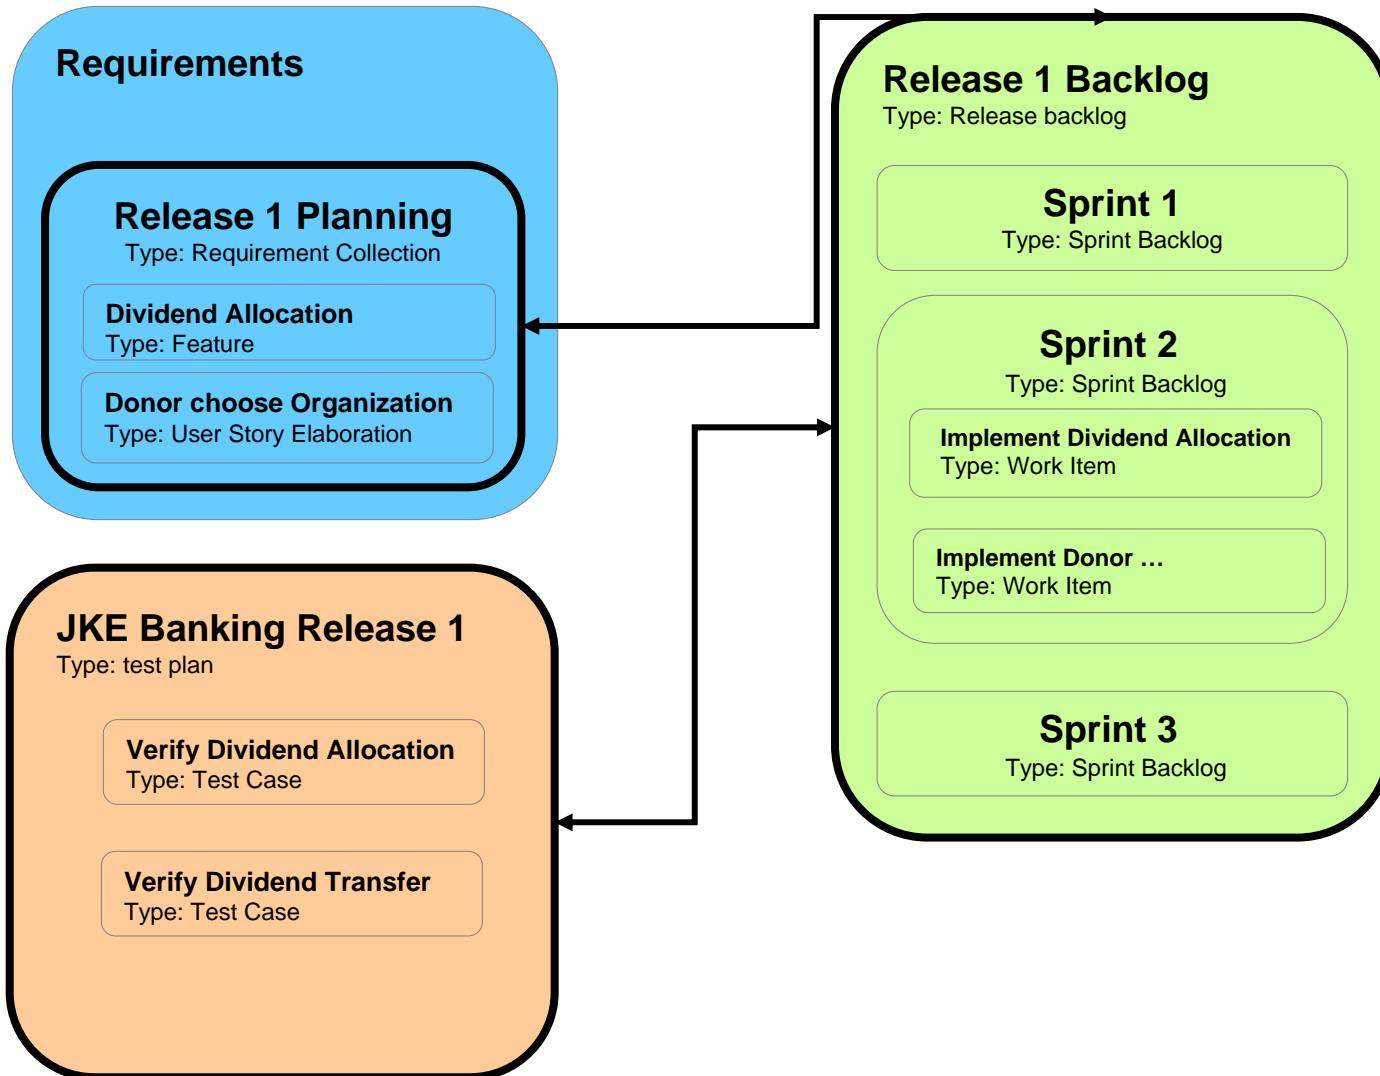 Requirements
Release 1 Planning
Type: Requirement Collection
Dividend Allocation
Type: Feature
Donor choose Organization
Type: User Story Elaboration
JKE Banking Release 1
Type: test plan
Verify Dividend Allocation
Type: Test Case
Verify Dividend Transfer
Type: Test Case
Release 1 Backlog
Type: Release backlog
Sprint 1
Type: Sprint Backlog
Sprint 2
Type: Sprint Backlog
Implement Dividend Allocation
Type: Work Item
Implement Donor …
Type: Work Item
Sprint 3
Type: Sprint Backlog